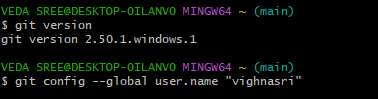 VEDA SREE@DESKTOP-OILANVO MINGW64 ~ (main)
$ git version
git version 2.50.1.windows.1
VEDA SREE@DESKTOP-OILANVO MINGW64 ~ (main)
$ git config --global user.name "vighnasri"